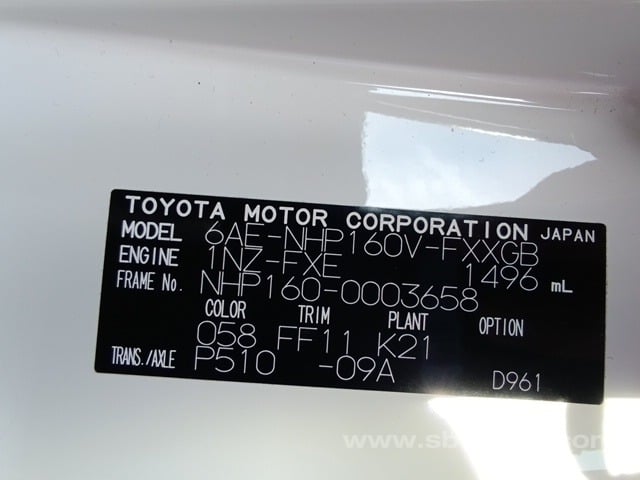 TOYOTA MOTOR CORPORATION JAPAN
MODEL 6AE-NHP160V-FXXGB
ENGINE 1NZ-FXE 1496 mL
FRAME No. NHP160-0003658
COLOR TRIM PLANT OPTION
058 FF11 K21
TRANS./AXLE P510 -09A D961